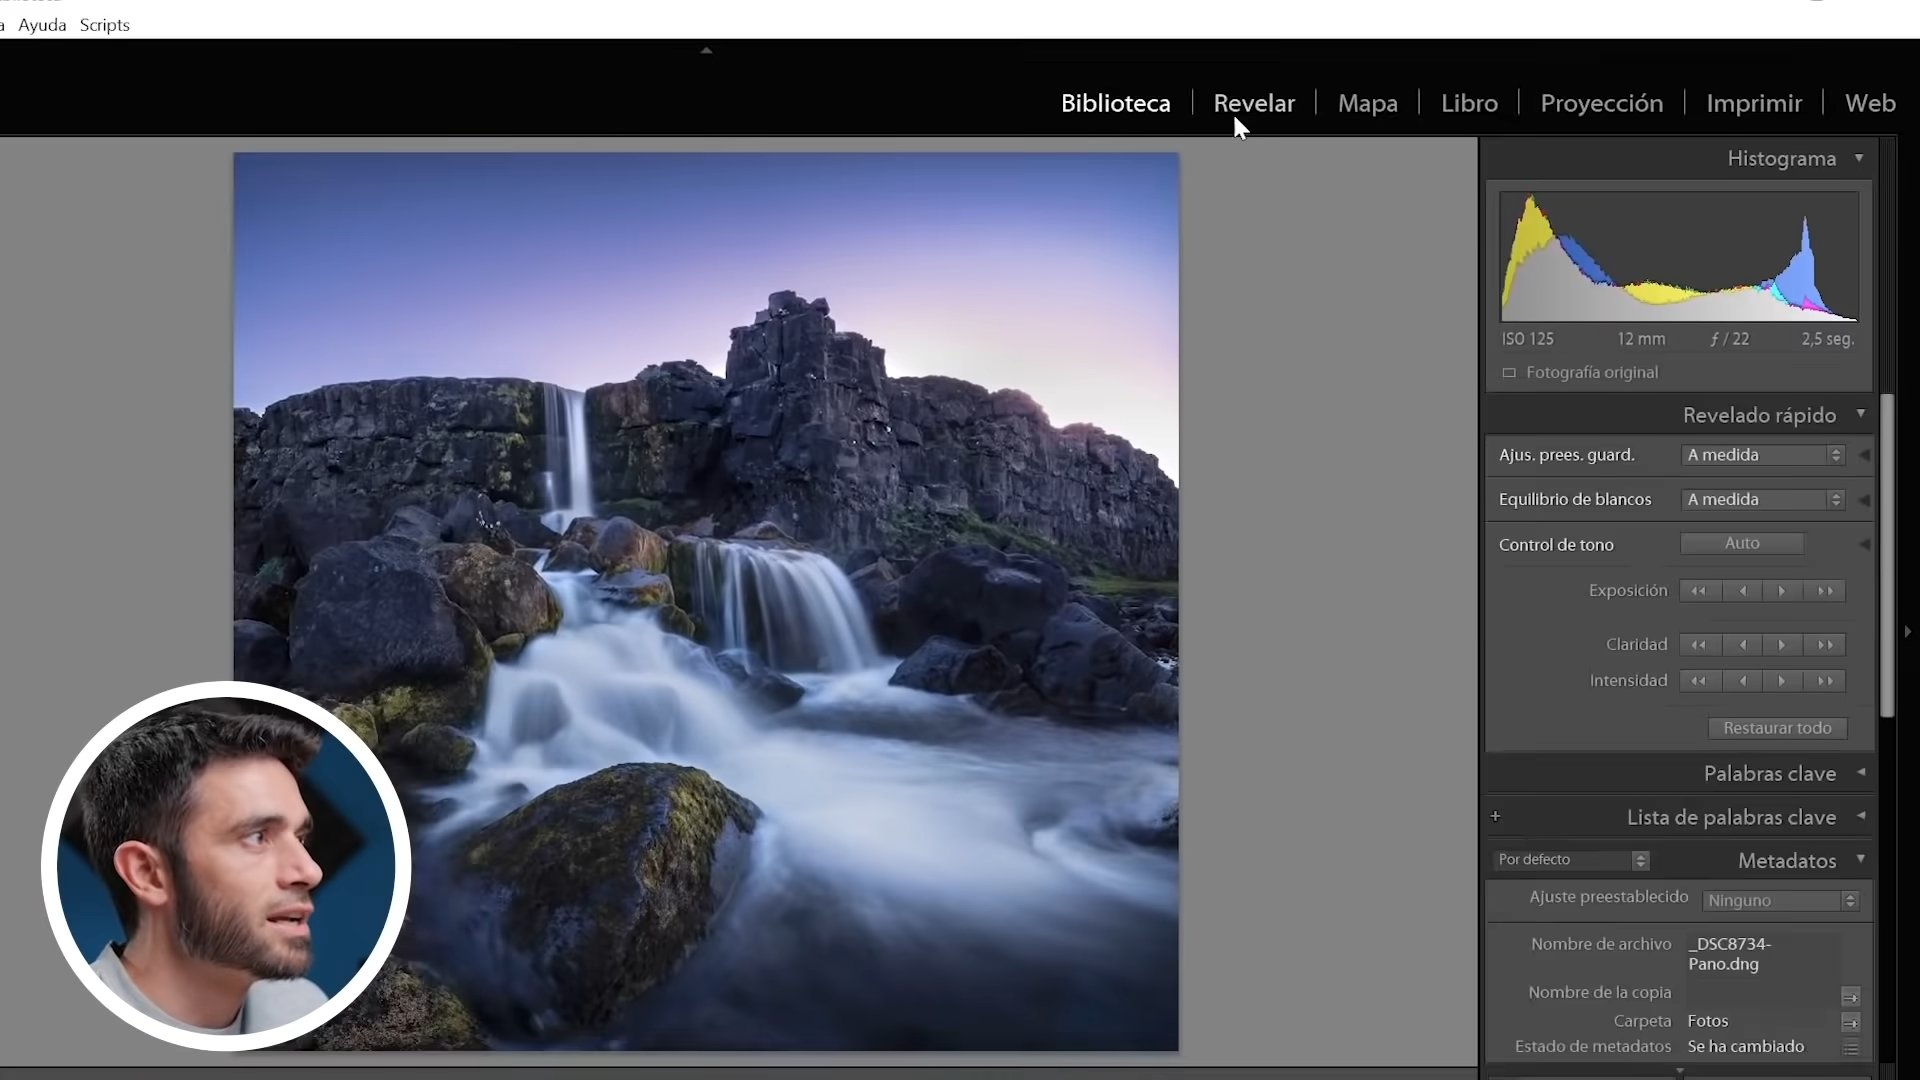 Ayuda Scripts
Biblioteca | Revelar | Mapa | Libro | Proyección | Imprimir | Web
Histograma
ISO 125 12 mm ƒ / 22 2,5 seg.
Fotografía original
Revelado rápido
Ajus. prees. guard. A medida
Equilibrio de blancos A medida
Control de tono Auto
Exposición
Claridad
Intensidad
Restaurar todo
Palabras clave
+ Lista de palabras clave
Por defecto Metadatos
Ajuste preestablecido Ninguno
Nombre de archivo _DSC8734-
Pano.dng
Nombre de la copia
Carpeta Fotos
Estado de metadatos Se ha cambiado